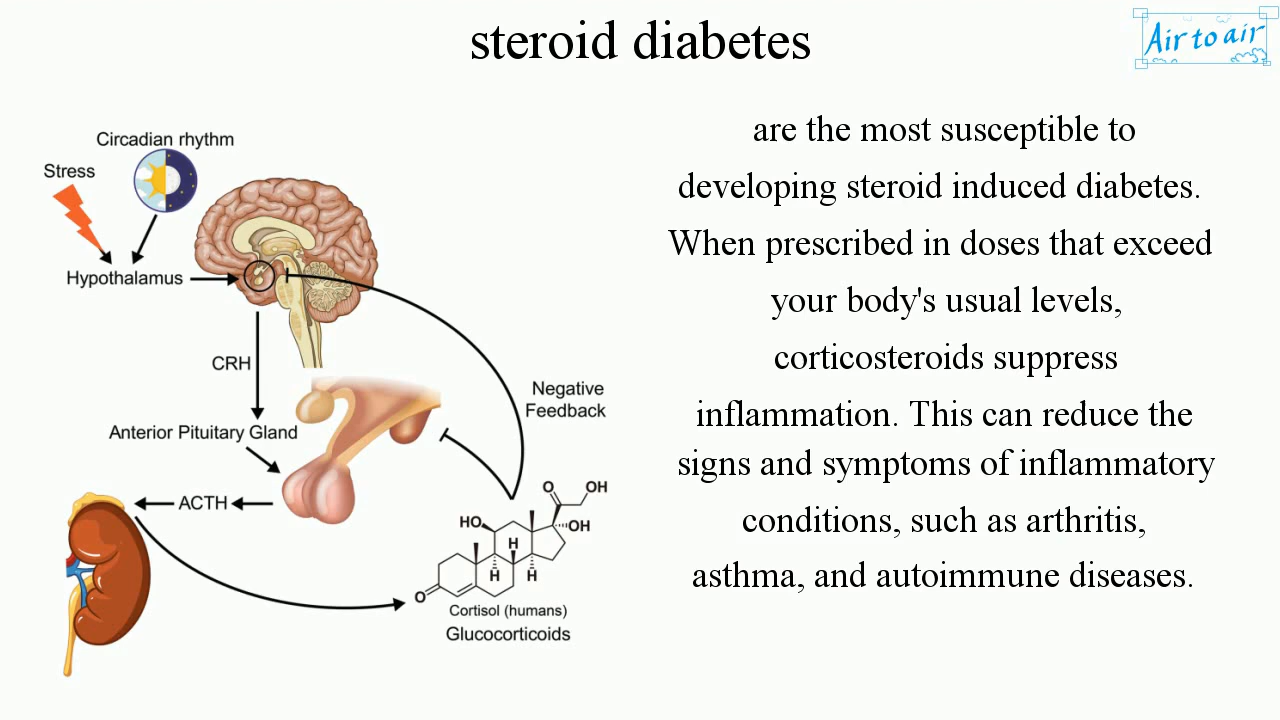 steroid diabetes
Air to air
Circadian rhythm
Stress
Hypothalamus
CRH
Anterior Pituitary Gland
ACTH
Negative
Feedback
O
OH
HO
OH
H
H
H
O
Cortisol (humans)
Glucocorticoids
are the most susceptible to
developing steroid induced diabetes.
When prescribed in doses that exceed
your body's usual levels,
corticosteroids suppress
inflammation. This can reduce the
signs and symptoms of inflammatory
conditions, such as arthritis,
asthma, and autoimmune diseases.